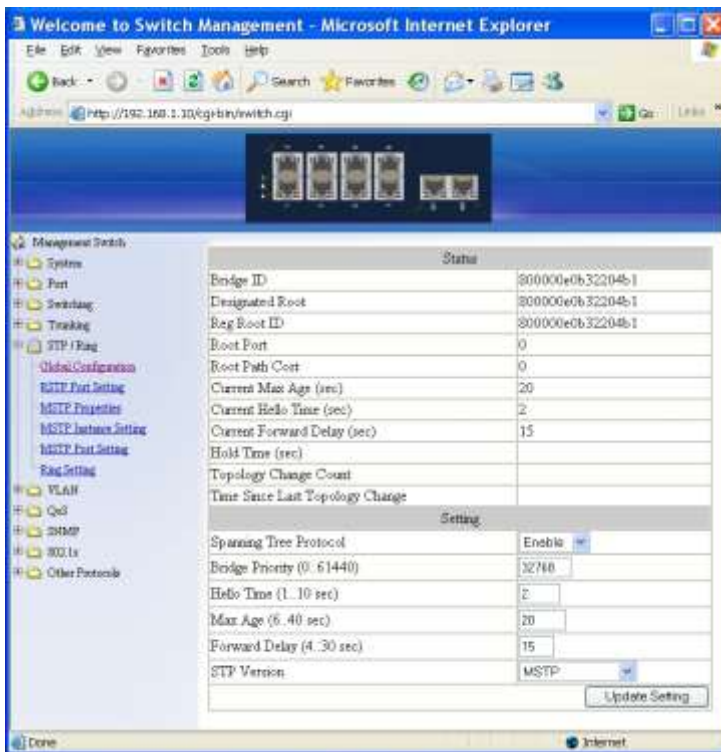 Welcome to Switch Management - Microsoft Internet Explorer
File Edit View Favorites Tools Help
Back Search Favorites
Address http://192.168.1.10/cgi-bin/switch.cgi Go Links
Management Switch
System
Port
Switching
Trunking
STP / Ring
Global Configuration
RSTP Port Setting
MSTP Properties
MSTP Instance Setting
MSTP Port Setting
Ring Setting
VLAN
QoS
SNMP
802.1x
Other Protocols
Status
Bridge ID 800000e0b32204b1
Designated Root 800000e0b32204b1
Reg Root ID 800000e0b32204b1
Root Port 0
Root Path Cost 0
Current Max Age (sec) 20
Current Hello Time (sec) 2
Current Forward Delay (sec) 15
Hold Time (sec)
Topology Change Count
Time Since Last Topology Change
Setting
Spanning Tree Protocol Enable
Bridge Priority (0..61440) 32768
Hello Time (1..10 sec) 2
Max Age (6..40 sec) 20
Forward Delay (4..30 sec) 15
STP Version MSTP
Update Setting
Done Internet